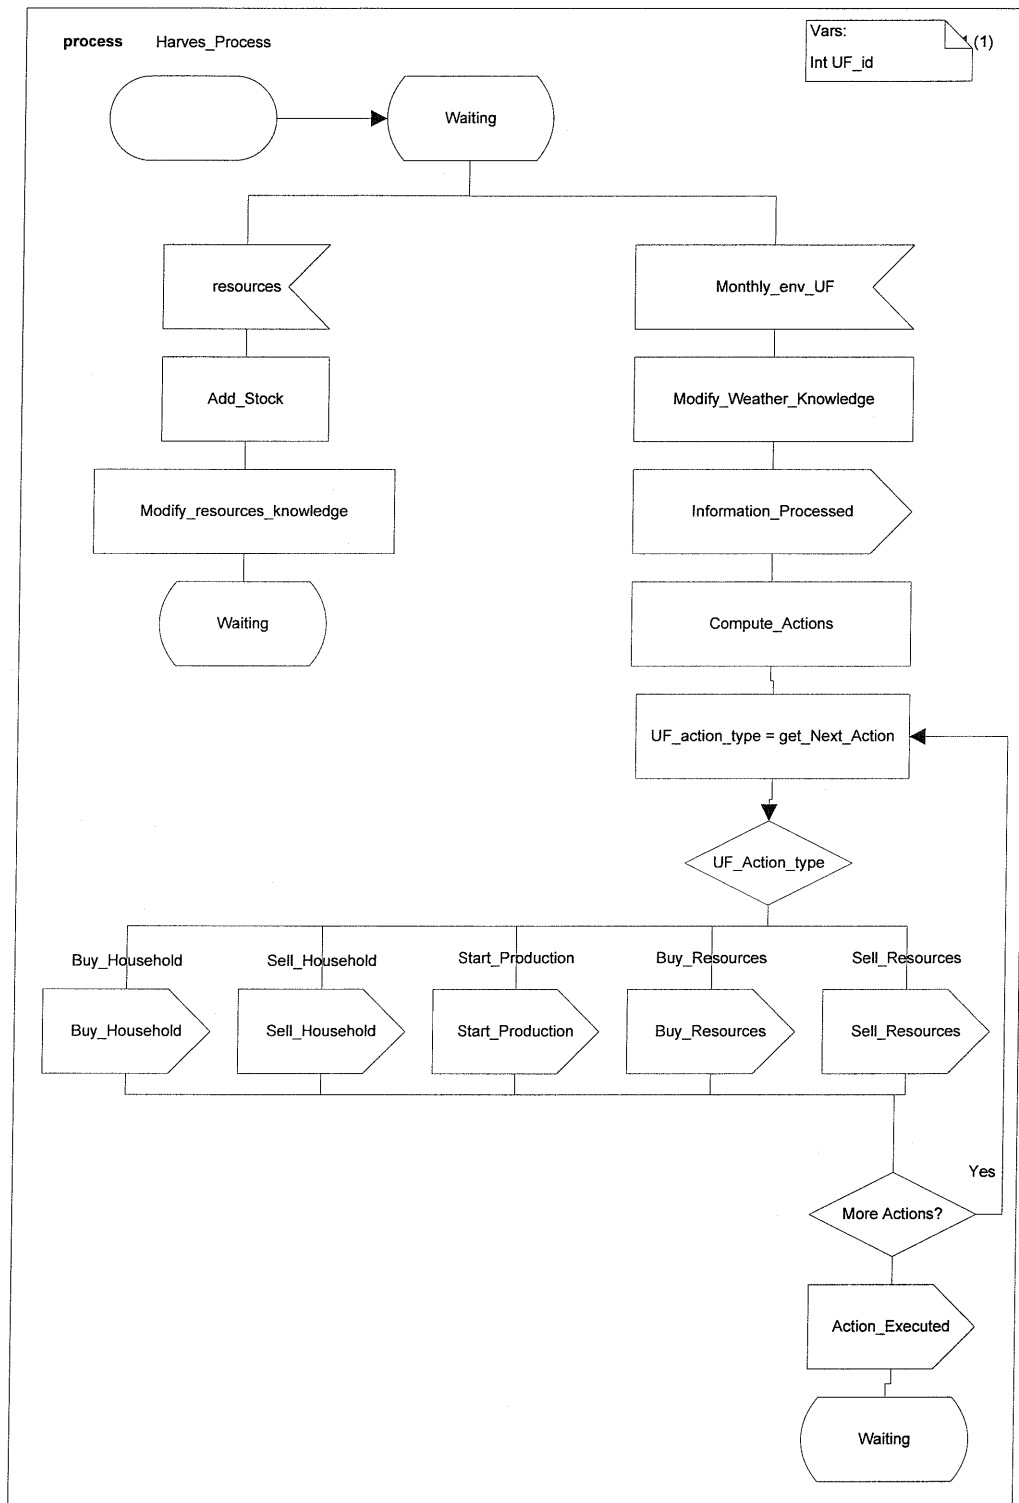 process Harves_Process
Vars:
(1)
Int UF_id
Waiting
resources
Monthly_env_UF
Add_Stock
Modify_Weather_Knowledge
Modify_resources_knowledge
Information_Processed
Waiting
Compute_Actions
UF_action_type = get_Next_Action
UF_Action_type
Buy_Household
Sell_Household
Start_Production
Buy_Resources
Sell_Resources
Buy_Household
Sell_Household
Start_Production
Buy_Resources
Sell_Resources
Yes
More Actions?
Action_Executed
Waiting